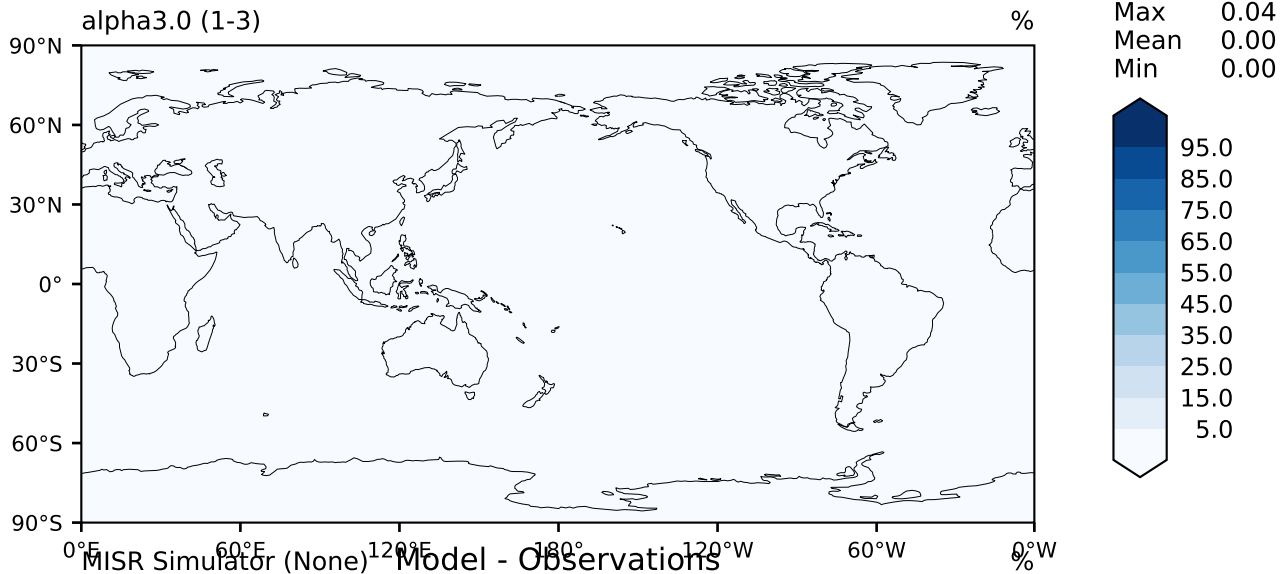 alpha3.0 (1-3) %
Max 0.04
Mean 0.00
Min 0.00
90°N
60°N
30°N
0°
30°S
60°S
90°S
0°E 60°E 120°E 180° 120°W 60°W 0°W
MISR Simulator (None) Model - Observations %
95.0
85.0
75.0
65.0
55.0
45.0
35.0
25.0
15.0
5.0